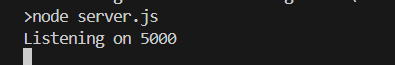 >node server.js
Listening on 5000